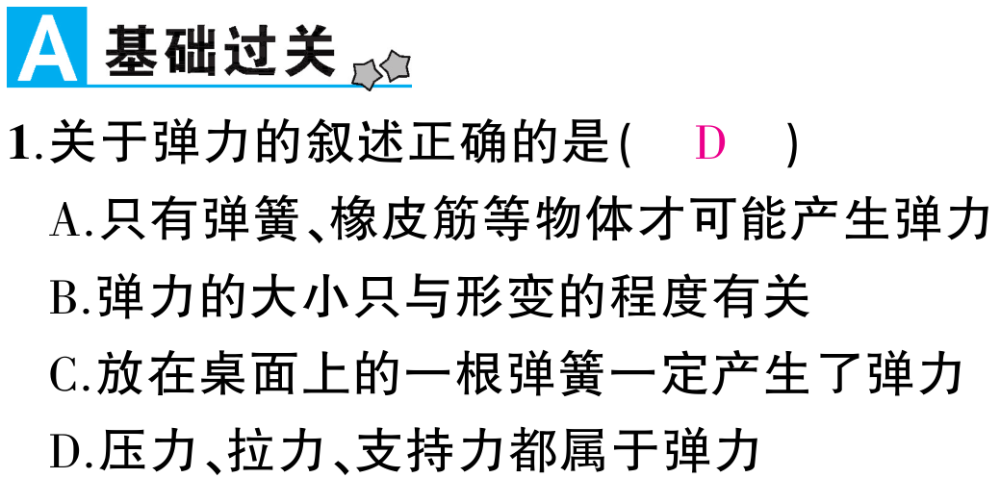 A 基础过关
1.关于弹力的叙述正确的是( D )
A.只有弹簧、橡皮筋等物体才可能产生弹力
B.弹力的大小只与形变的程度有关
C.放在桌面上的一根弹簧一定产生了弹力
D.压力、拉力、支持力都属于弹力